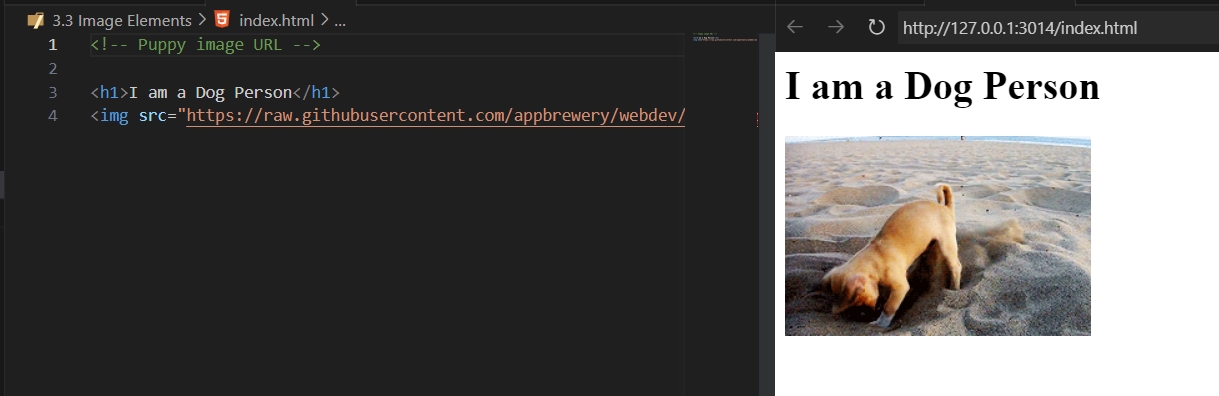 3.3 Image Elements > index.html > ...
1 <!-- Puppy image URL -->
2
3 <h1>I am a Dog Person</h1>
4 <img src="https://raw.githubusercontent.com/appbrewery/webdev/
http://127.0.0.1:3014/index.html
I am a Dog Person